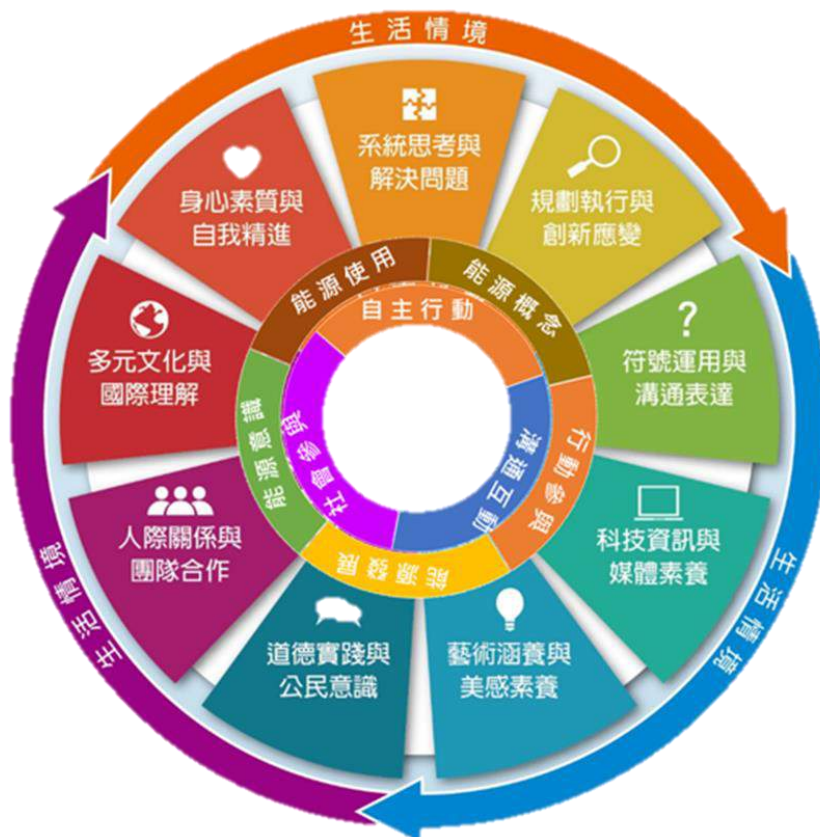 生活情境
系統思考與
解決問題
規劃執行與
創新應變
符號運用與
溝通表達
科技資訊與
媒體素養
藝術涵養與
美感素養
道德實踐與
公民意識
人際關係與
團隊合作
多元文化與
國際理解
身心素質與
自我精進
生活情境
生活情境
能源使用
能源概念
行動參與
能源發展
能源意識
自主行動
溝通互動
社會參與
?